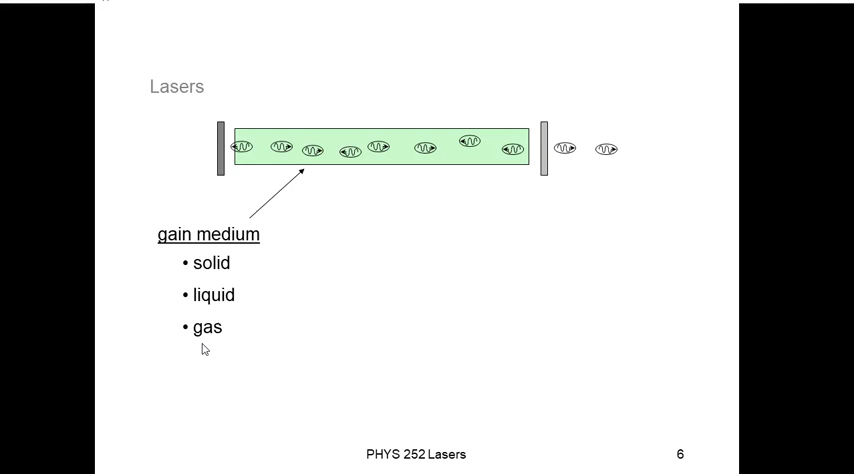 Lasers
gain medium
• solid
• liquid
• gas
PHYS 252 Lasers
6